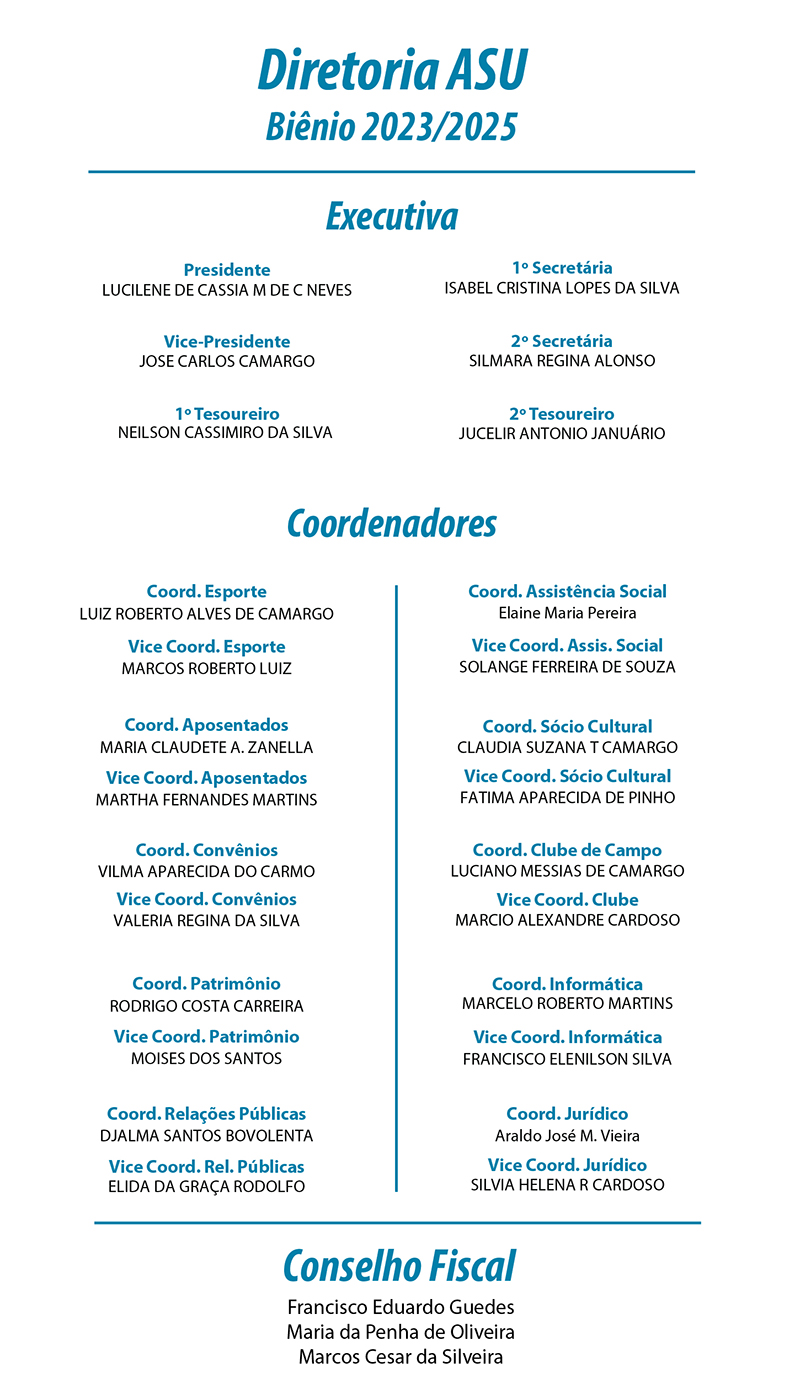 Diretoria ASU
Biênio 2023/2025
Executiva
Presidente
LUCILENE DE CASSIA M DE C NEVES
1º Secretária
ISABEL CRISTINA LOPES DA SILVA
Vice-Presidente
JOSE CARLOS CAMARGO
2º Secretária
SILMARA REGINA ALONSO
1º Tesoureiro
NEILSON CASSIMIRO DA SILVA
2º Tesoureiro
JUCELIR ANTONIO JANUÁRIO
Coordenadores
Coord. Esporte
LUIZ ROBERTO ALVES DE CAMARGO
Vice Coord. Esporte
MARCOS ROBERTO LUIZ
Coord. Aposentados
MARIA CLAUDETE A. ZANELLA
Vice Coord. Aposentados
MARTHA FERNANDES MARTINS
Coord. Convênios
VILMA APARECIDA DO CARMO
Vice Coord. Convênios
VALERIA REGINA DA SILVA
Coord. Patrimônio
RODRIGO COSTA CARREIRA
Vice Coord. Patrimônio
MOISES DOS SANTOS
Coord. Relações Públicas
DJALMA SANTOS BOVOLENTA
Vice Coord. Rel. Públicas
ELIDA DA GRAÇA RODOLFO
Coord. Assistência Social
Elaine Maria Pereira
Vice Coord. Assis. Social
SOLANGE FERREIRA DE SOUZA
Coord. Sócio Cultural
CLAUDIA SUZANA T CAMARGO
Vice Coord. Sócio Cultural
FATIMA APARECIDA DE PINHO
Coord. Clube de Campo
LUCIANO MESSIAS DE CAMARGO
Vice Coord. Clube
MARCIO ALEXANDRE CARDOSO
Coord. Informática
MARCELO ROBERTO MARTINS
Vice Coord. Informática
FRANCISCO ELENILSON SILVA
Coord. Jurídico
Araldo José M. Vieira
Vice Coord. Jurídico
SILVIA HELENA R CARDOSO
Conselho Fiscal
Francisco Eduardo Guedes
Maria da Penha de Oliveira
Marcos Cesar da Silveira